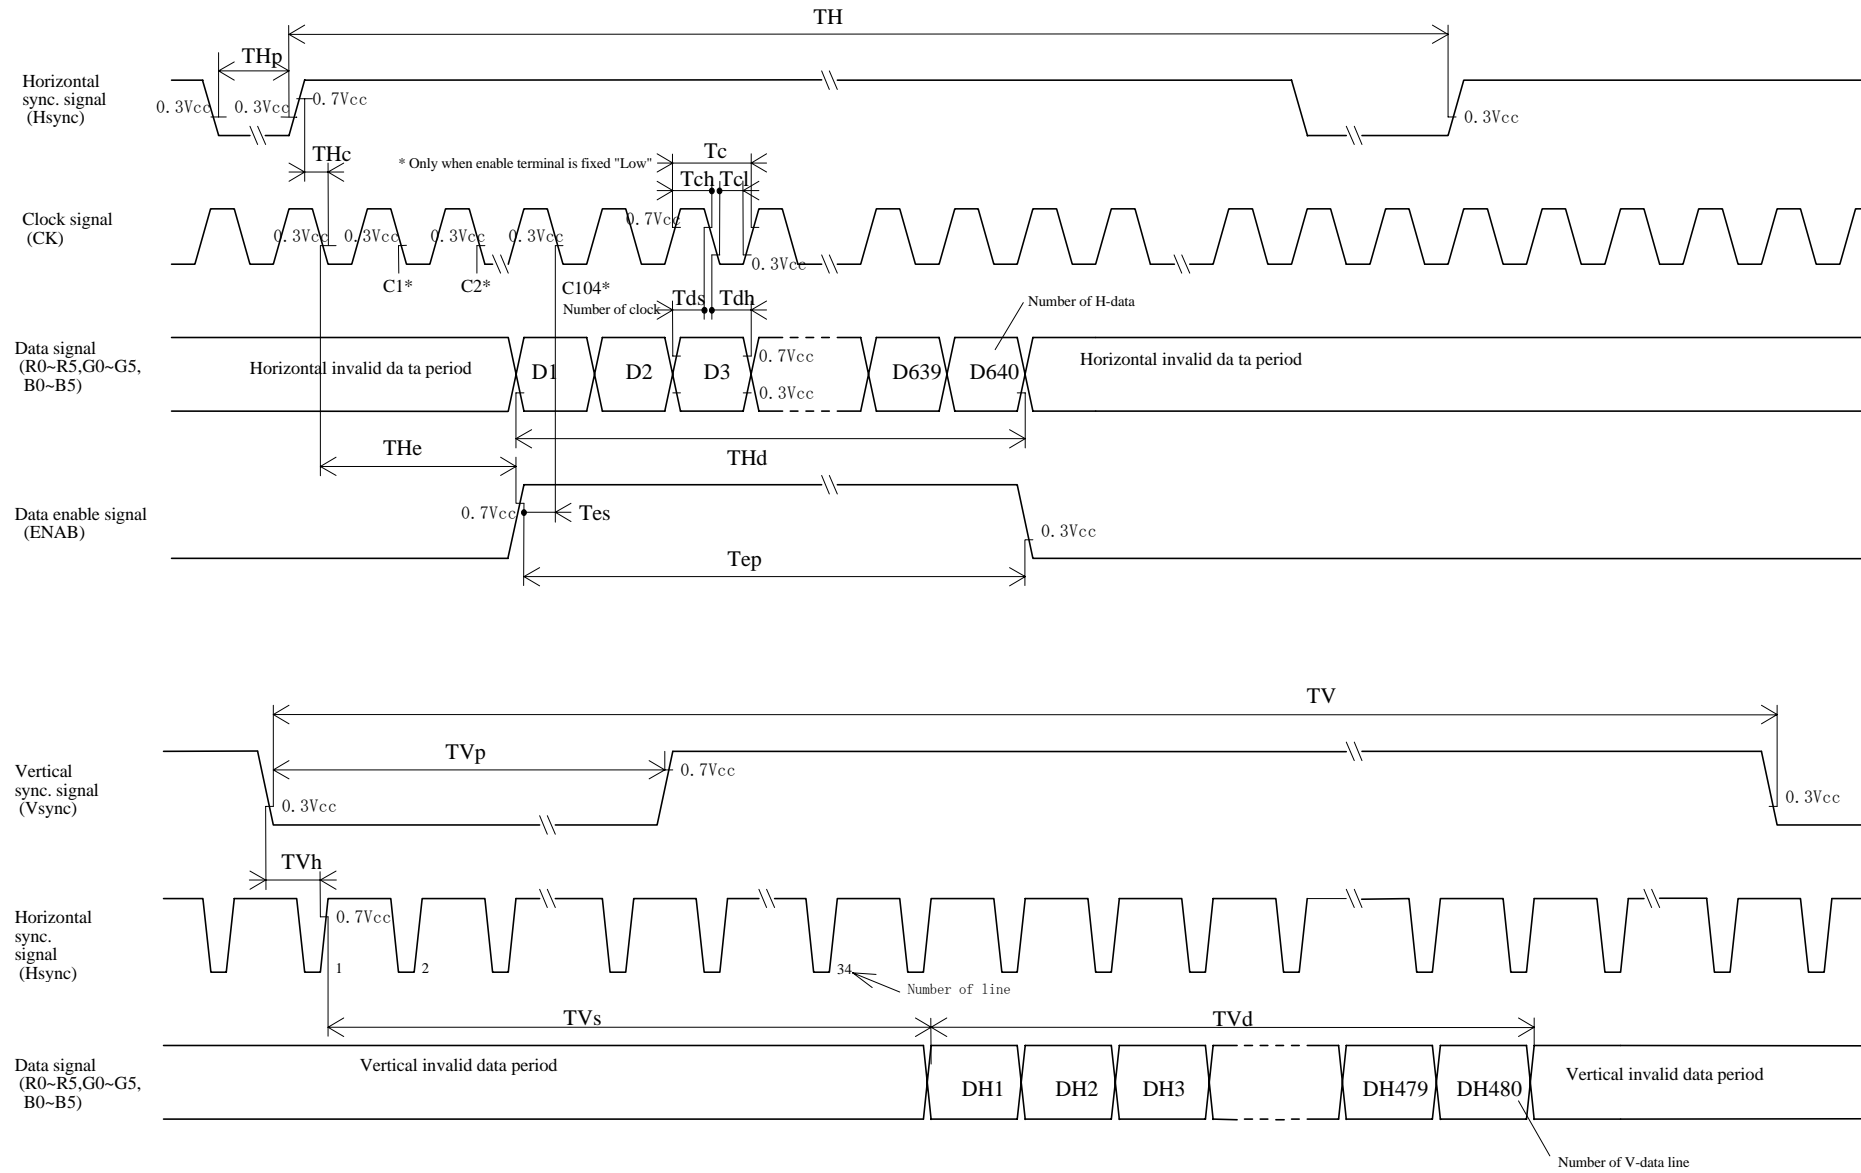 TH
THp
Horizontal
sync. signal
(Hsync)
0.3Vcc 0.3Vcc 0.7Vcc
0.3Vcc
THc
* Only when enable terminal is fixed "Low"
Tc
Tch Tcl
Clock signal
(CK)
0.7Vcc
0.3Vcc 0.3Vcc 0.3Vcc 0.3Vcc
0.3Vcc
C1* C2* C104*
Number of clock
Tds Tdh
Number of H-data
Data signal
(R0~R5,G0~G5,
B0~B5)
Horizontal invalid da ta period
D1 D2 D3
0.7Vcc
0.3Vcc
D639 D640
Horizontal invalid da ta period
THe
THd
Data enable signal
(ENAB)
0.7Vcc
Tes
0.3Vcc
Tep
TV
TVp
Vertical
sync. signal
(Vsync)
0.7Vcc
0.3Vcc
0.3Vcc
TVh
Horizontal
sync.
signal
(Hsync)
0.7Vcc
1 2 34
Number of line
TVs
TVd
Data signal
(R0~R5,G0~G5,
B0~B5)
Vertical invalid data period
DH1 DH2 DH3 DH479 DH480
Vertical invalid data period
Number of V-data line